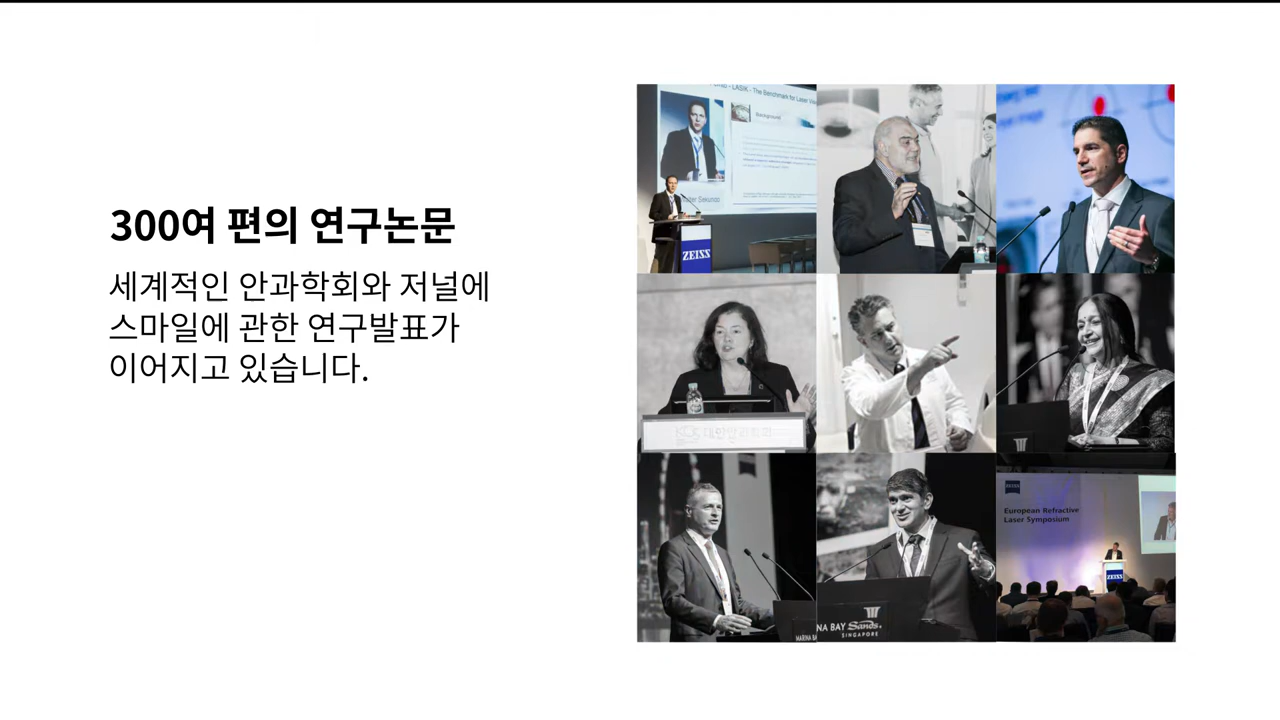 300여 편의 연구논문
세계적인 안과학회와 저널에
스마일에 관한 연구발표가
이어지고 있습니다.
LASIK - The Benchmark for Laser
Background
Sekundo
ZEISS
대한안과학회
MARINA
NA BAY Sands.
SINGAPORE
ZEISS
European Refractive
Laser Symposium
ZEISS